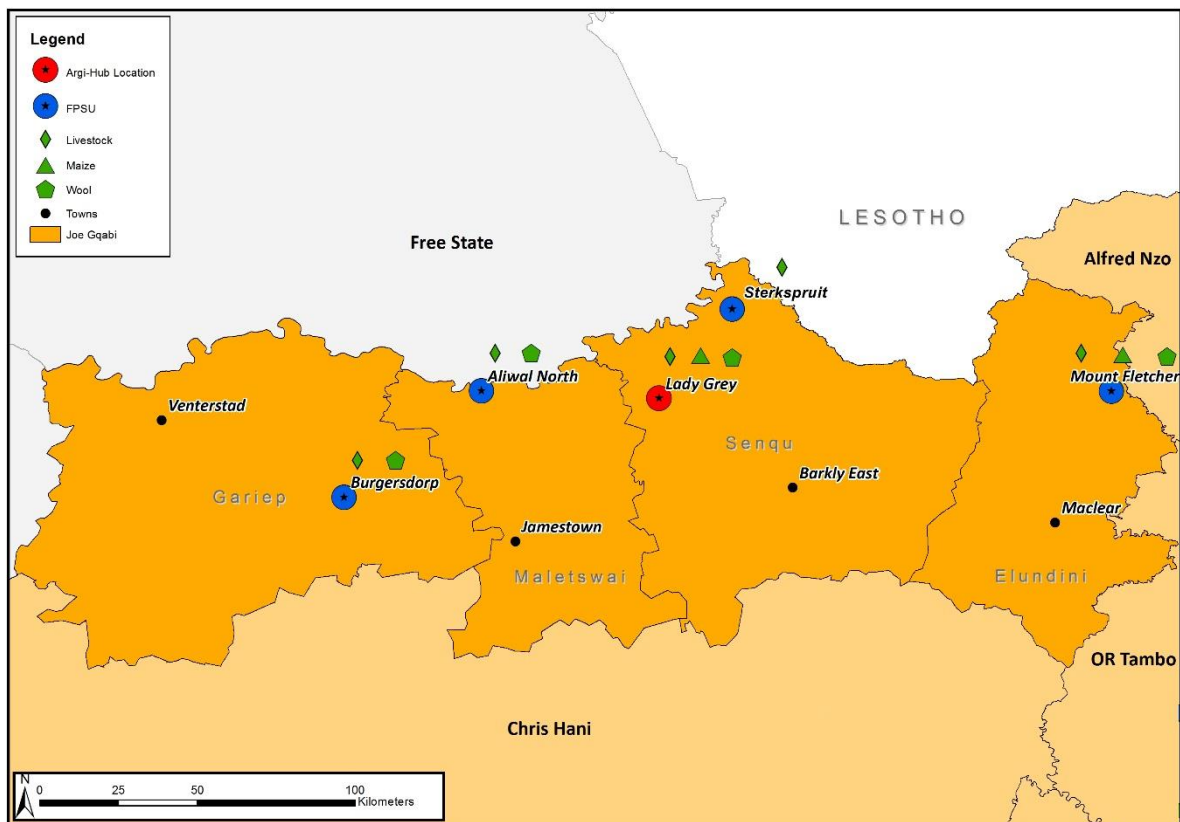 Legend
Argi-Hub Location
FPSU
Livestock
Maize
Wool
Towns
Joe Gqabi
Free State
LESOTHO
Alfred Nzo
Sterkspruit
Aliwal North
Lady Grey
Mount Fletcher
Venterstad
Senqu
Burgersdorp
Barkly East
Gariep
Maclear
Jamestown
Maletswai
Elundini
OR Tambo
Chris Hani
N
0 25 50 100
Kilometers